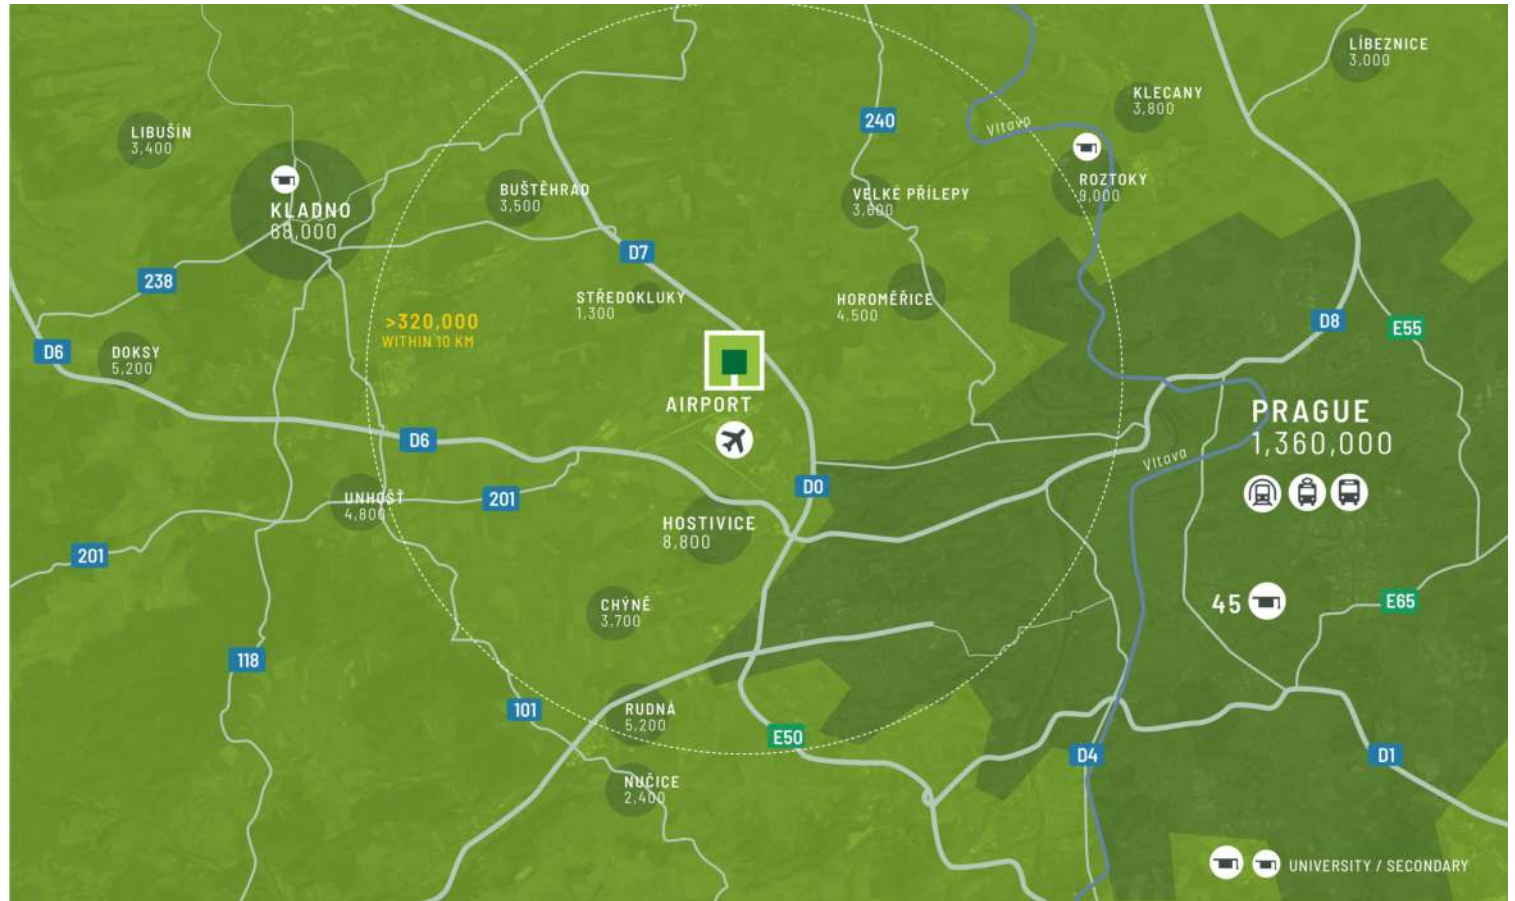 LÍBEZNICE
3,000
KLECANY
3,800
240
Vltava
LIBUŠÍN
3,400
ROZTOKY
9,000
BUŠTĚHRAD
3,500
VELKÉ PŘÍLEPY
3,600
KLADNO
68,000
D7
238
STŘEDOKLUKY
1,300
HOROMĚŘICE
4,500
>320,000
WITHIN 10 KM
D8
E55
D6
DOKSY
5,200
AIRPORT
PRAGUE
1,360,000
D6
Vltava
D0
UNHOŠŤ
4,800
201
HOSTIVICE
8,800
201
CHÝNĚ
3,700
45
E65
118
101
RUDNÁ
5,200
E50
D4
D1
NUČICE
2,400
UNIVERSITY / SECONDARY